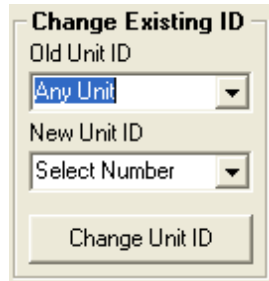 Change Existing ID
Old Unit ID
Any Unit
New Unit ID
Select Number
Change Unit ID